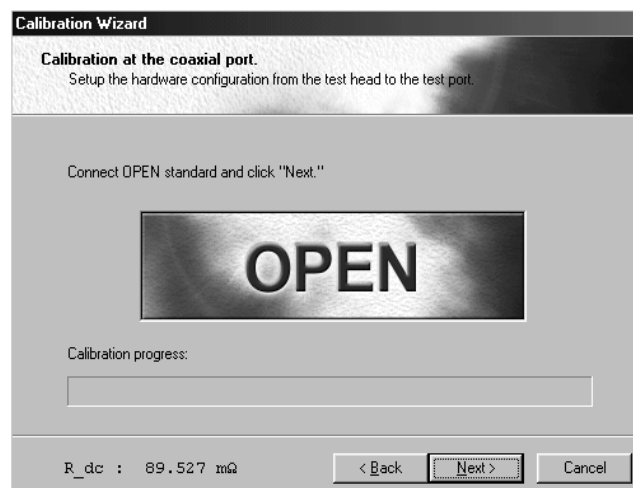 Calibration Wizard
Calibration at the coaxial port.
Setup the hardware configuration from the test head to the test port.
Connect OPEN standard and click "Next."
OPEN
Calibration progress:
R_dc : 89.527 mΩ
< Back
Next >
Cancel